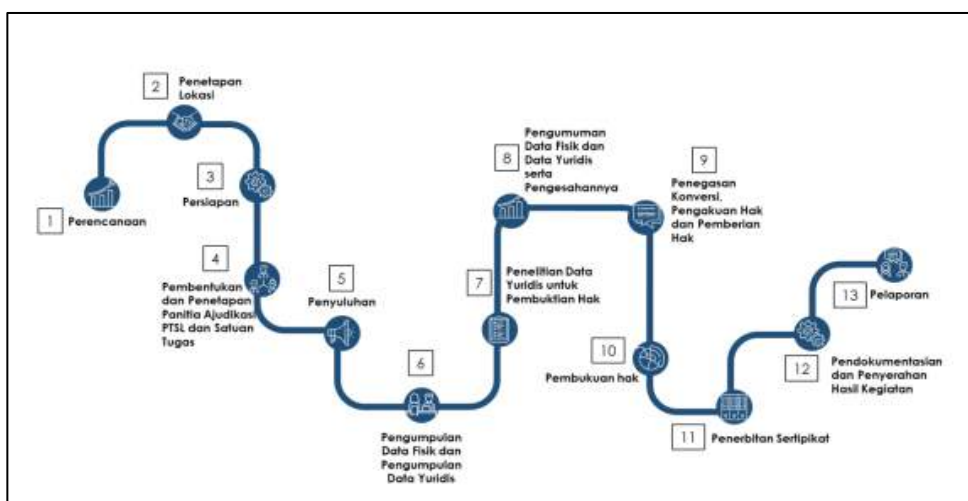 1
Perencanaan
2
Penetapan
Lokasi
3
Persiapan
4
Pembentukan
dan Penetapan
Panitia Ajudikasi
PTSL dan Satuan
Tugas
5
Penyuluhan
6
Pengumpulan
Data Fisik dan
Pengumpulan
Data Yuridis
7
Penelitian Data
Yuridis untuk
Pembuktian Hak
8
Pengumuman
Data Fisik dan
Data Yuridis
serta
Pengesahannya
9
Penegasan
Konversi,
Pengakuan Hak
dan Pemberian
Hak
10
Pembukuan hak
11
Penerbitan Sertipikat
12
Pendokumentasian
dan Penyerahan
Hasil Kegiatan
13
Pelaporan